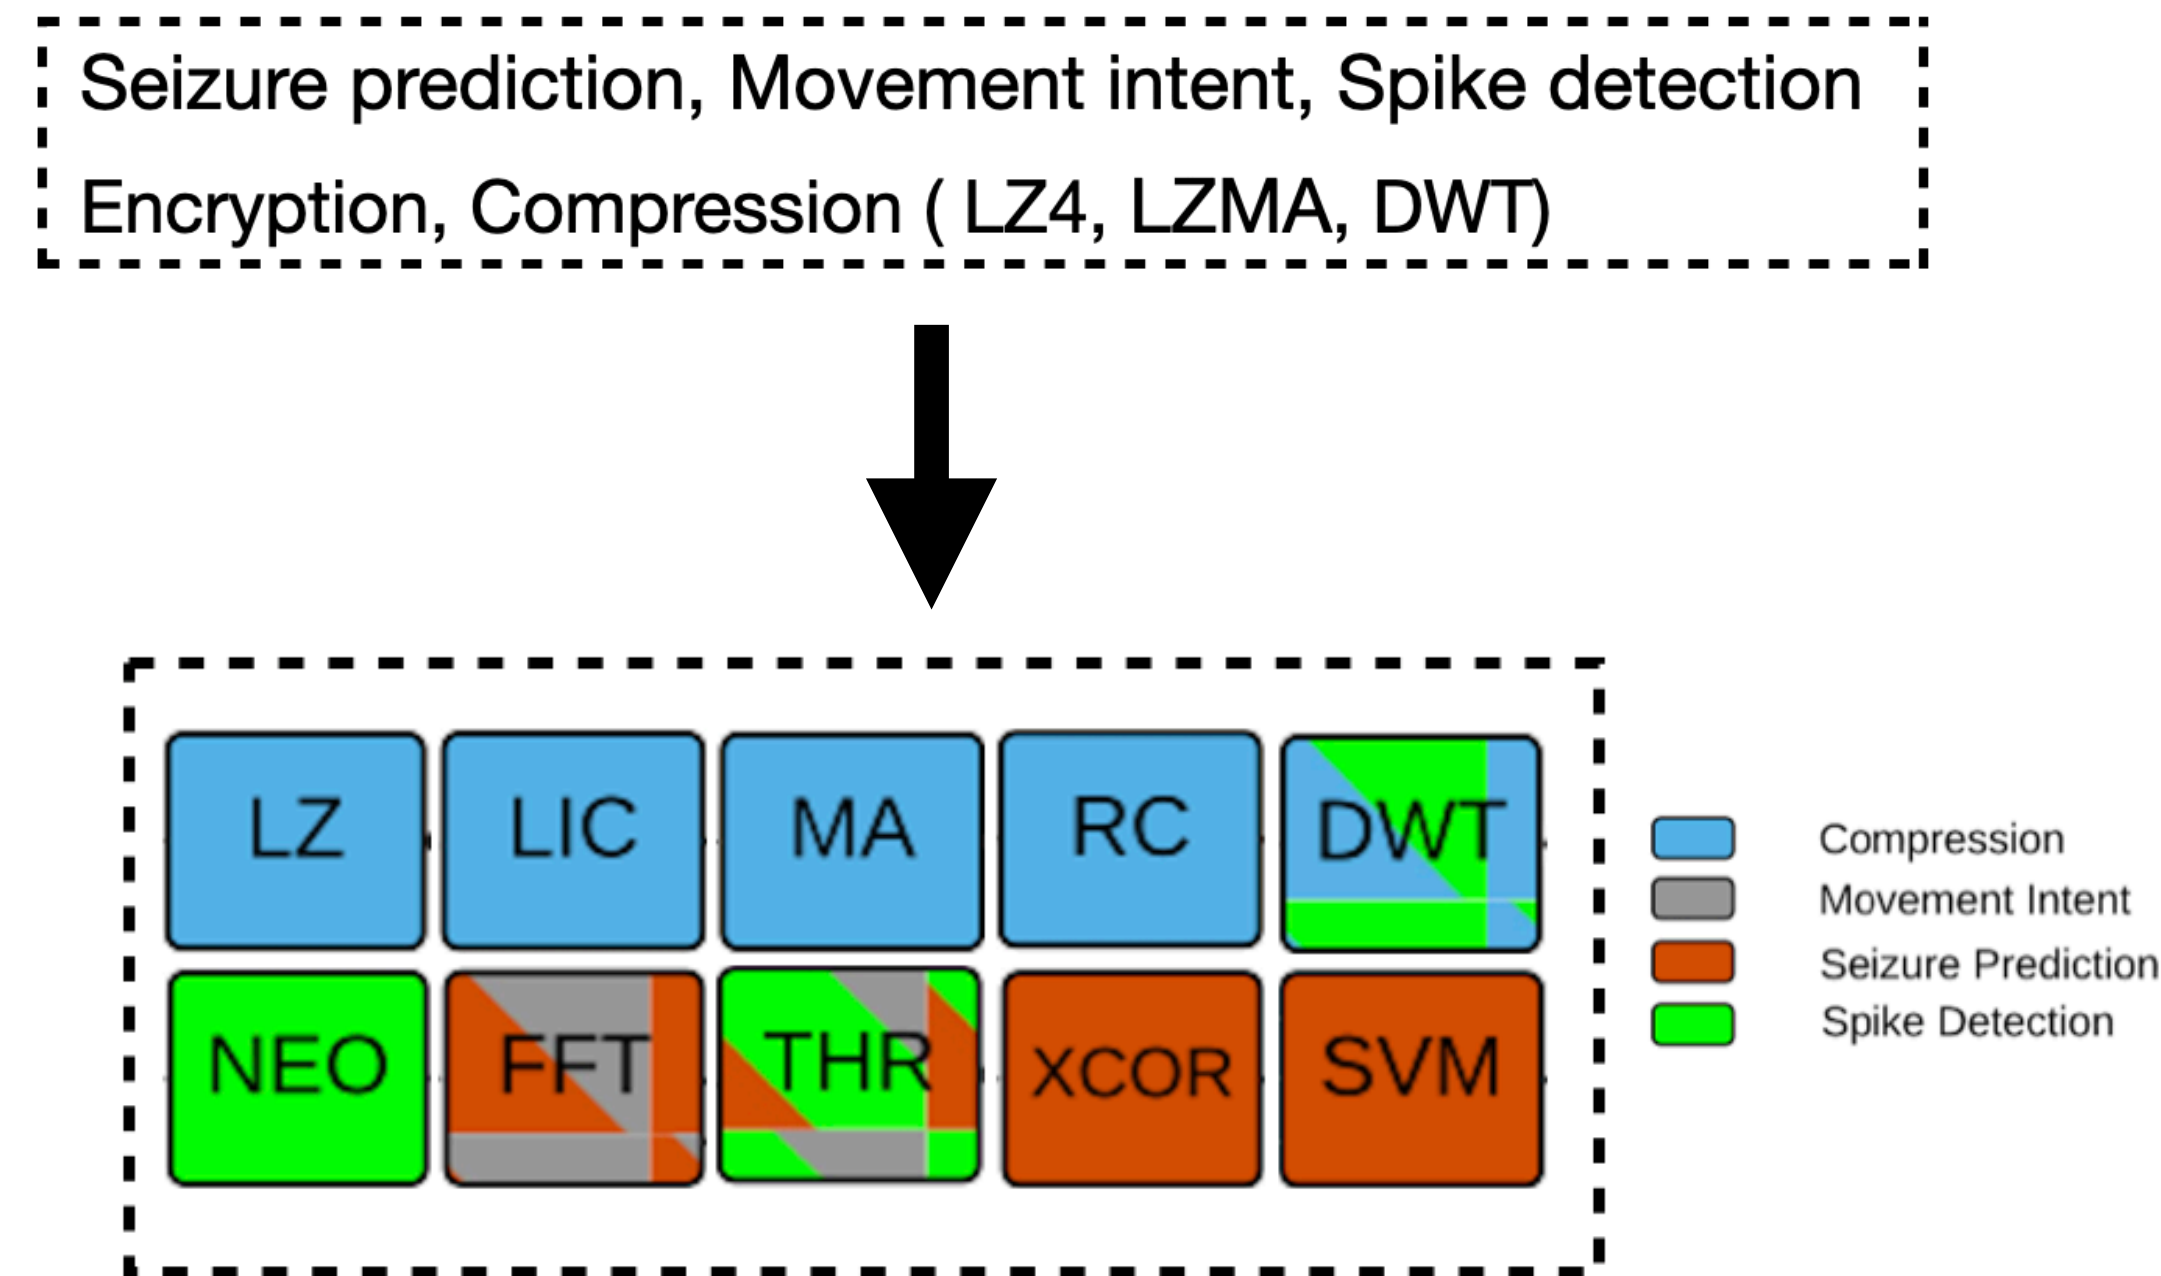 Seizure prediction, Movement intent, Spike detection
Encryption, Compression ( LZ4, LZMA, DWT)
LZ LIC MA RC DWT
NEO FFT THR XCOR SVM
Compression
Movement Intent
Seizure Prediction
Spike Detection